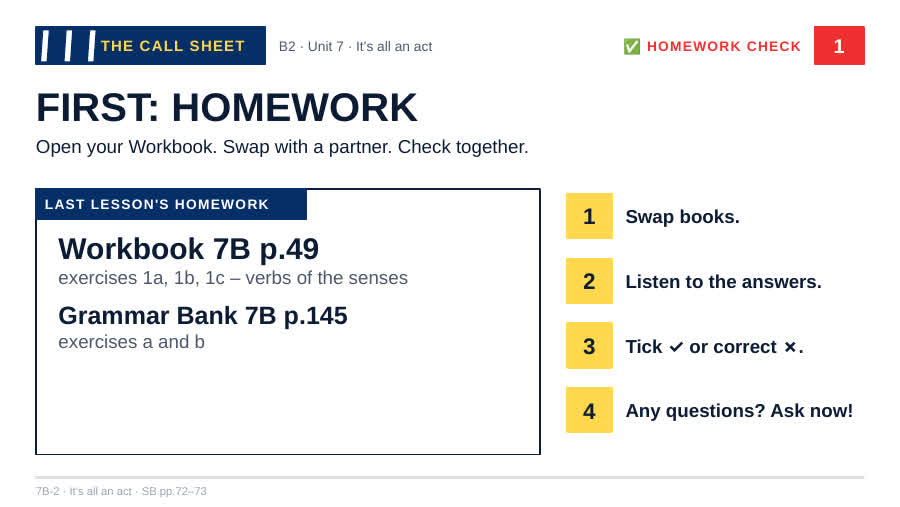 THE CALL SHEET
B2 · Unit 7 · It's all an act
✅ HOMEWORK CHECK
1
FIRST: HOMEWORK
Open your Workbook. Swap with a partner. Check together.
LAST LESSON'S HOMEWORK
Workbook 7B p.49
exercises 1a, 1b, 1c – verbs of the senses
Grammar Bank 7B p.145
exercises a and b
1 Swap books.
2 Listen to the answers.
3 Tick ✓ or correct ✗.
4 Any questions? Ask now!
7B-2 · It's all an act · SB pp.72–73